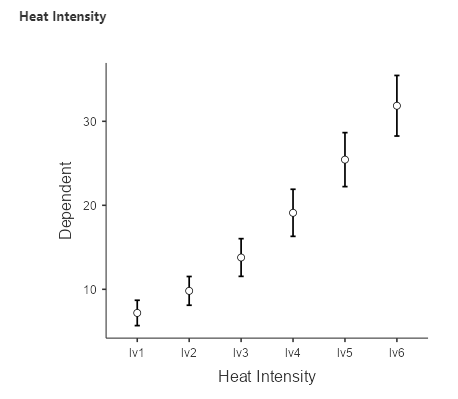 Heat Intensity
30
20
10
Dependent
lv1 lv2 lv3 lv4 lv5 lv6
Heat Intensity